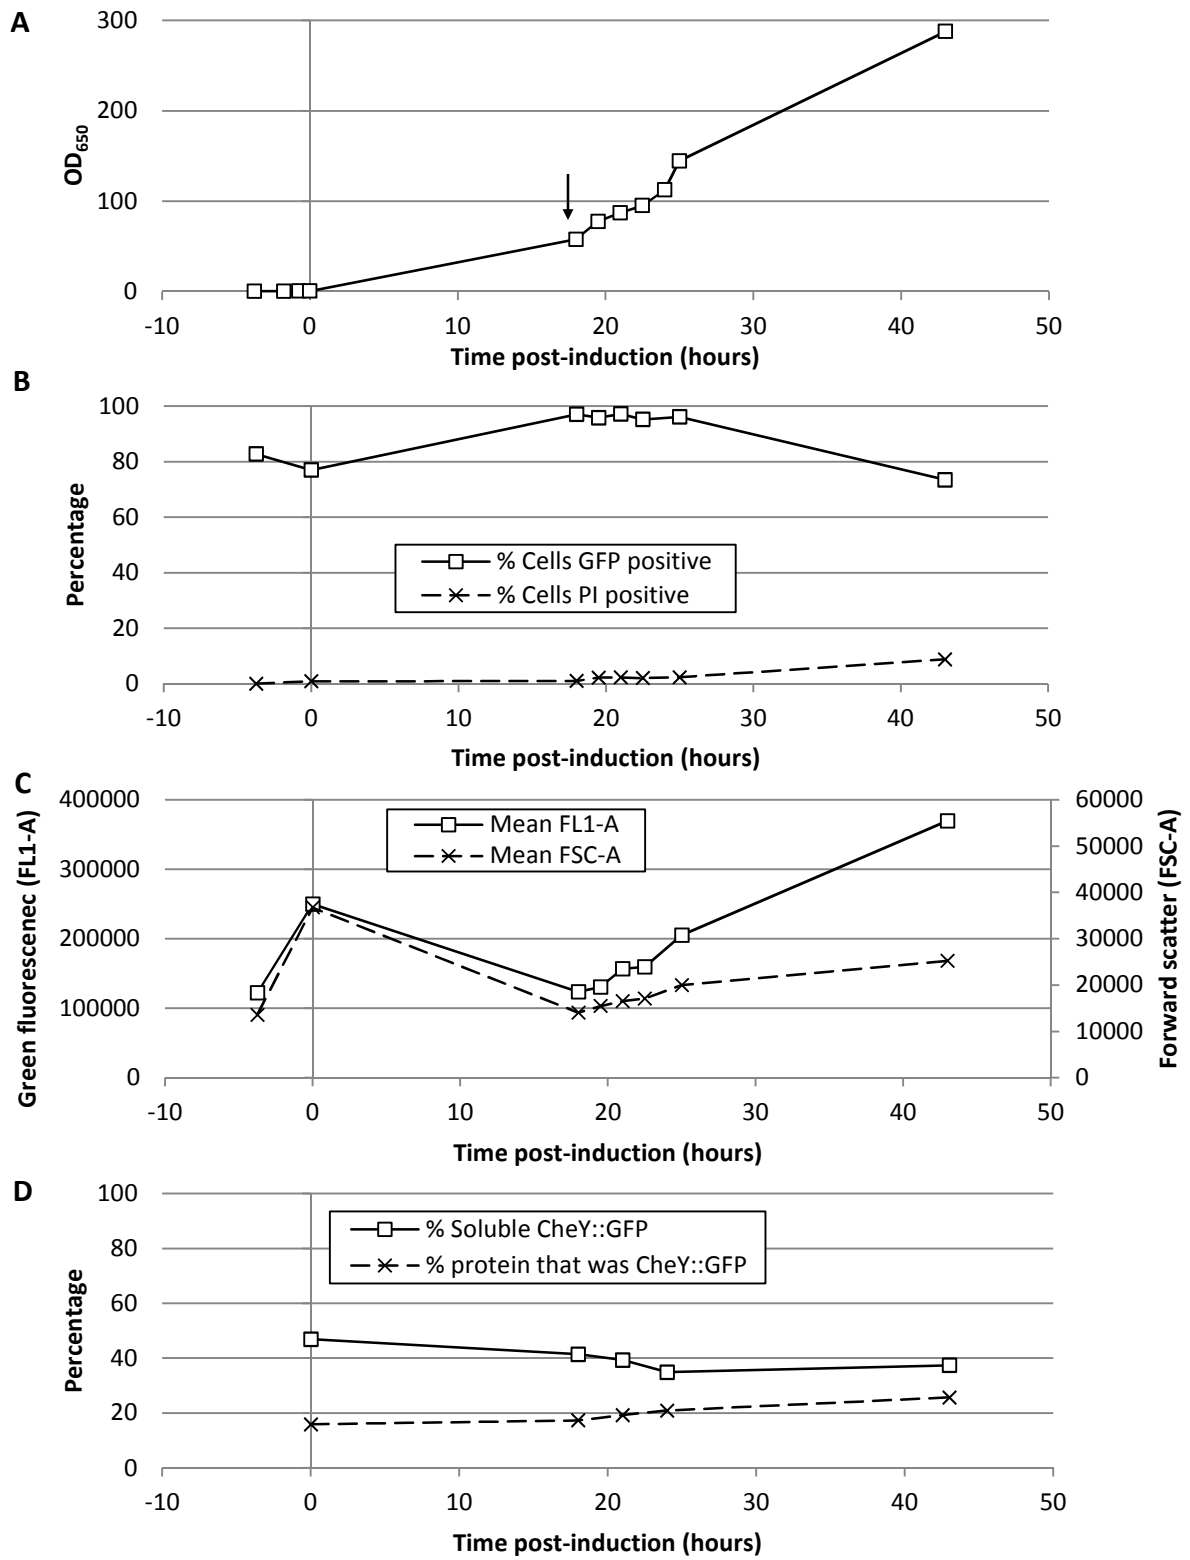 A
300
200
100
0
OD650
-10 0 10 20 30 40 50
Time post-induction (hours)
B
100
80
60
40
20
0
Percentage
% Cells GFP positive
% Cells PI positive
-10 0 10 20 30 40 50
Time post-induction (hours)
C
400000
300000
200000
100000
0
Green fluorescenec (FL1-A)
Mean FL1-A
Mean FSC-A
60000
50000
40000
30000
20000
10000
0
Forward scatter (FSC-A)
-10 0 10 20 30 40 50
Time post-induction (hours)
D
100
80
60
40
20
0
Percentage
% Soluble CheY::GFP
% protein that was CheY::GFP
-10 0 10 20 30 40 50
Time post-induction (hours)